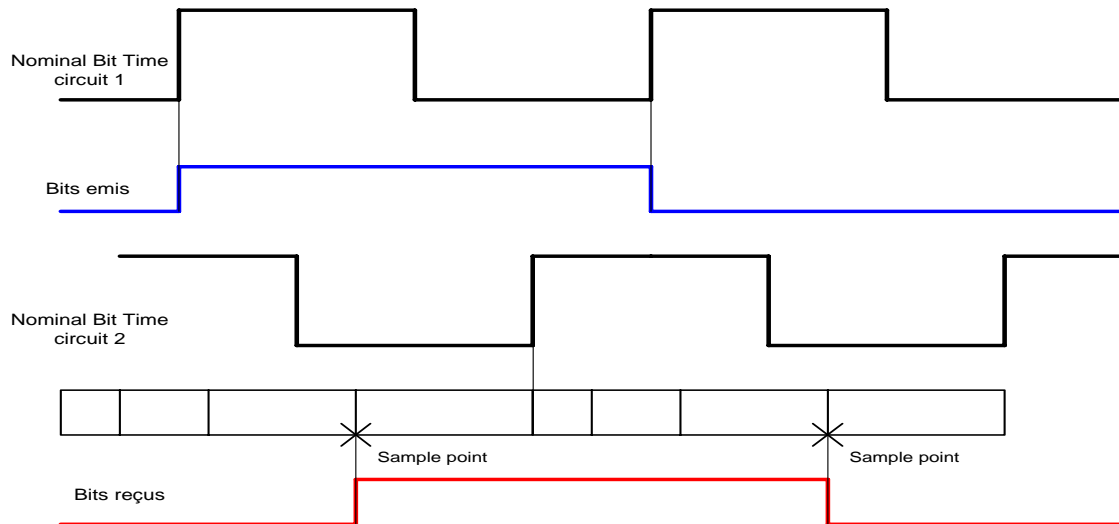 Nominal Bit Time
circuit 1
Bits emis
Nominal Bit Time
circuit 2
Sample point
Sample point
Bits reçus